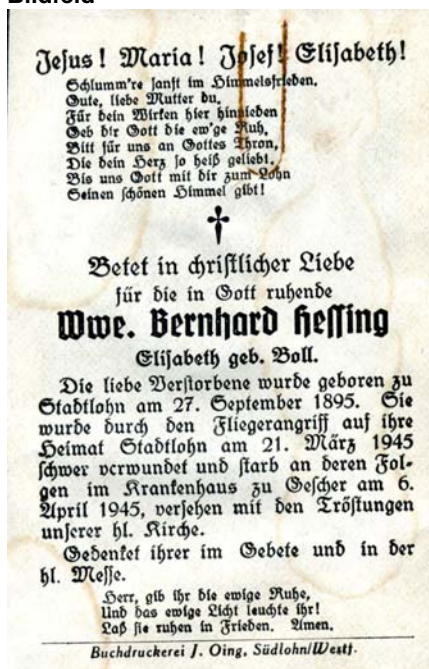 Bildfeld
Jesus! Maria! Josef! Elisabeth!
Schlumm're sanft im Himmelsfrieden.
Gute, liebe Mutter du.
Für dein Wirken hier hinieden
Geb dir Gott die ew'ge Ruh,
Bitt für uns an Gottes Thron,
Die dein Herz so heiß geliebt.
Bis uns Gott mit dir zum Lohn
Seinen schönen Himmel gibt!
†
Betet in christlicher Liebe
für die in Gott ruhende
Wwe. Bernhard Hessing
Elisabeth geb. Boll.
Die liebe Verstorbene wurde geboren zu
Stadtlohn am 27. September 1895. Sie
wurde durch den Fliegerangriff auf ihre
Heimat Stadtlohn am 21. März 1945
schwer verwundet und starb an deren Fol-
gen im Krankenhaus zu Gescher am 6.
April 1945, versehen mit den Tröstungen
unserer hl. Kirche.
Gedenket ihrer im Gebete und in der
hl. Messe.
Herr, gib ihr die ewige Ruhe,
Und das ewige Licht leuchte ihr!
Laß sie ruhen in Frieden. Amen.
Buchdruckerei J. Oing, Südlohn/Westf.